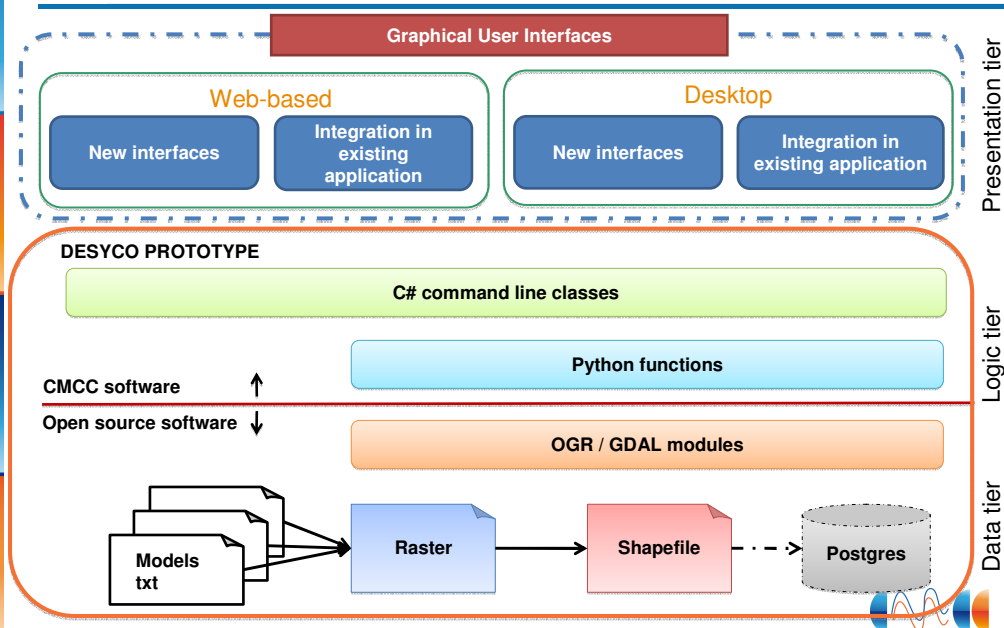 Graphical User Interfaces
Presentation tier
Web-based
New interfaces
Integration in
existing
application
Desktop
New interfaces
Integration in
existing application
DESYCO PROTOTYPE
C# command line classes
Logic tier
Python functions
CMCC software
Open source software
OGR / GDAL modules
Data tier
Models
txt
Raster
Shapefile
Postgres